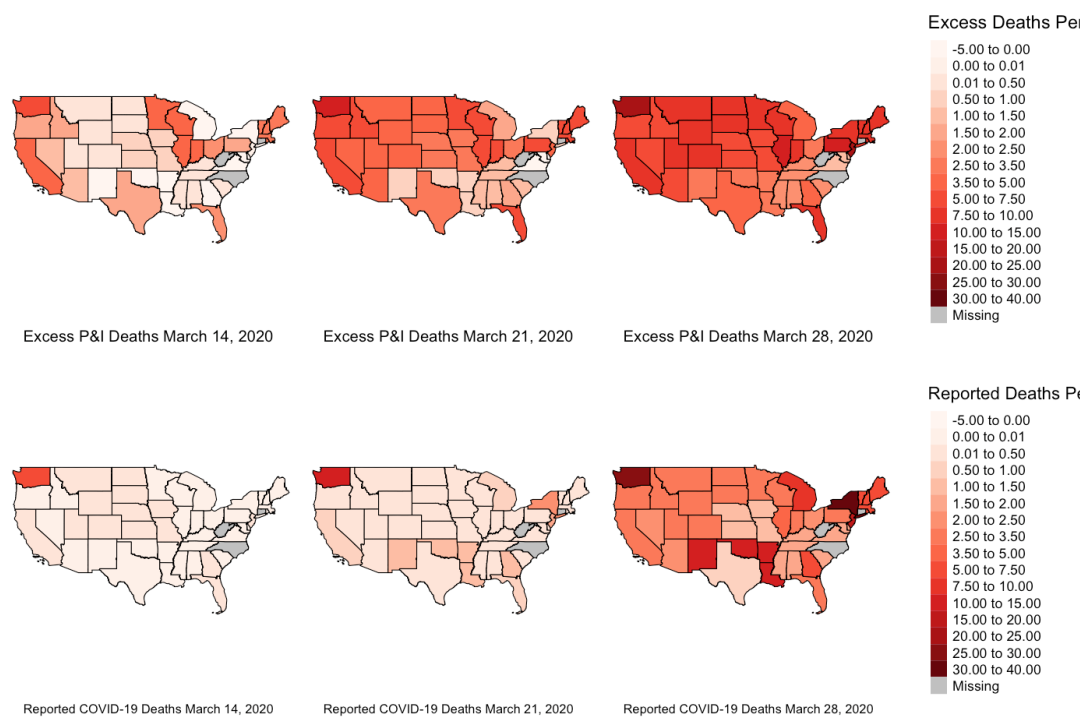 Excess Deaths Per
-5.00 to 0.00
0.00 to 0.01
0.01 to 0.50
0.50 to 1.00
1.00 to 1.50
1.50 to 2.00
2.00 to 2.50
2.50 to 3.50
3.50 to 5.00
5.00 to 7.50
7.50 to 10.00
10.00 to 15.00
15.00 to 20.00
20.00 to 25.00
25.00 to 30.00
30.00 to 40.00
Missing
Excess P&I Deaths March 14, 2020
Excess P&I Deaths March 21, 2020
Excess P&I Deaths March 28, 2020
Reported Deaths Pe
-5.00 to 0.00
0.00 to 0.01
0.01 to 0.50
0.50 to 1.00
1.00 to 1.50
1.50 to 2.00
2.00 to 2.50
2.50 to 3.50
3.50 to 5.00
5.00 to 7.50
7.50 to 10.00
10.00 to 15.00
15.00 to 20.00
20.00 to 25.00
25.00 to 30.00
30.00 to 40.00
Missing
Reported COVID-19 Deaths March 14, 2020
Reported COVID-19 Deaths March 21, 2020
Reported COVID-19 Deaths March 28, 2020